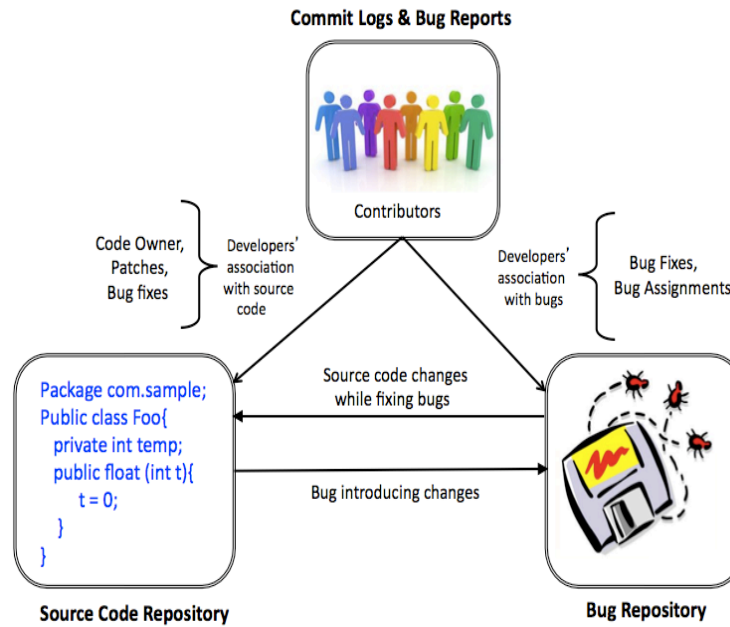 Commit Logs & Bug Reports
Contributors
Code Owner,
Patches,
Bug fixes
Developers'
association
with source
code
Developers'
association
with bugs
Bug Fixes,
Bug Assignments
Package com.sample;
Public class Foo{
private int temp;
public float (int t){
t = 0;
}
}
Source code changes
while fixing bugs
Bug introducing changes
Source Code Repository
Bug Repository